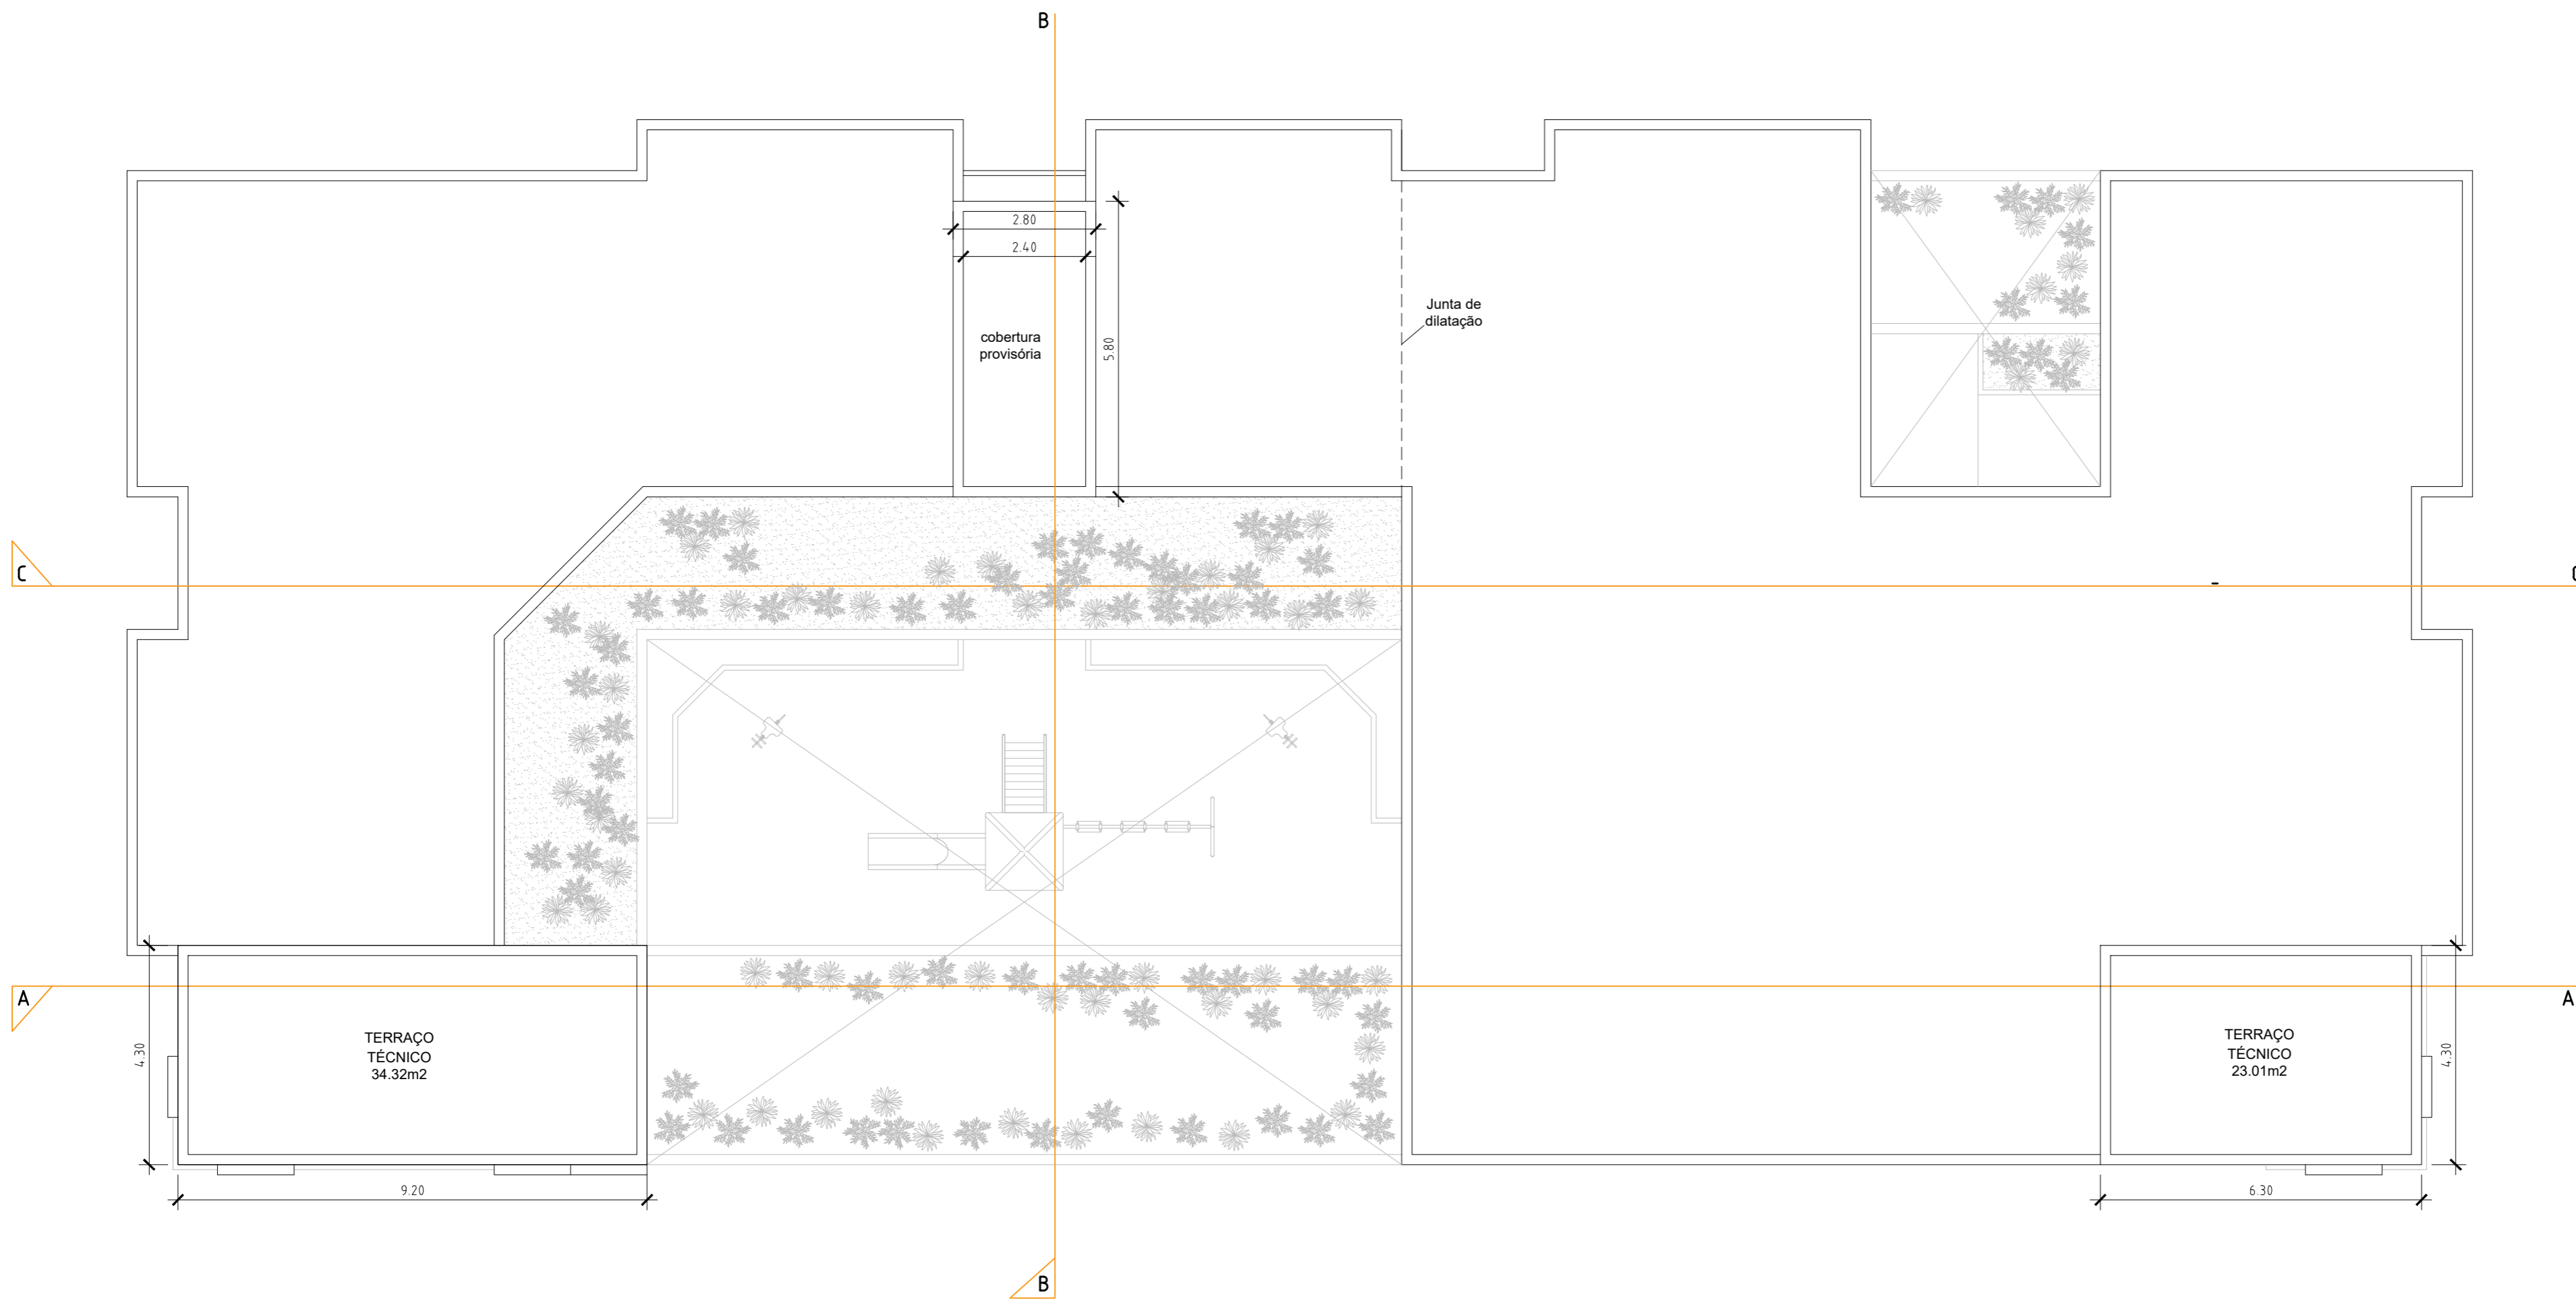 B
2.80
2.40
5.80
cobertura
provisória
Junta de
dilatação
C
C
A
A
4.30
TERRAÇO
TÉCNICO
34.32m2
TERRAÇO
TÉCNICO
23.01m2
4.30
9.20
6.30
B